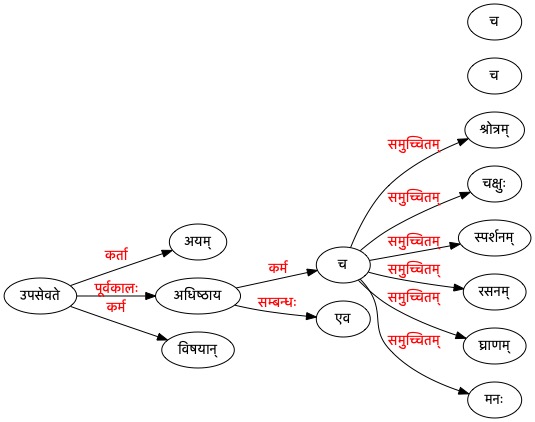 च
च
श्रोत्रम्
समुच्चितम्
चक्षुः
समुच्चितम्
स्पर्शनम्
अयम्
कर्ता
समुच्चितम्
च
कर्म
समुच्चितम्
रसनम्
उपसेवते
पूर्वकालः
अधिष्ठाय
समुच्चितम्
सम्बन्धः
कर्म
एव
समुच्चितम्
घ्राणम्
विषयान्
मनः